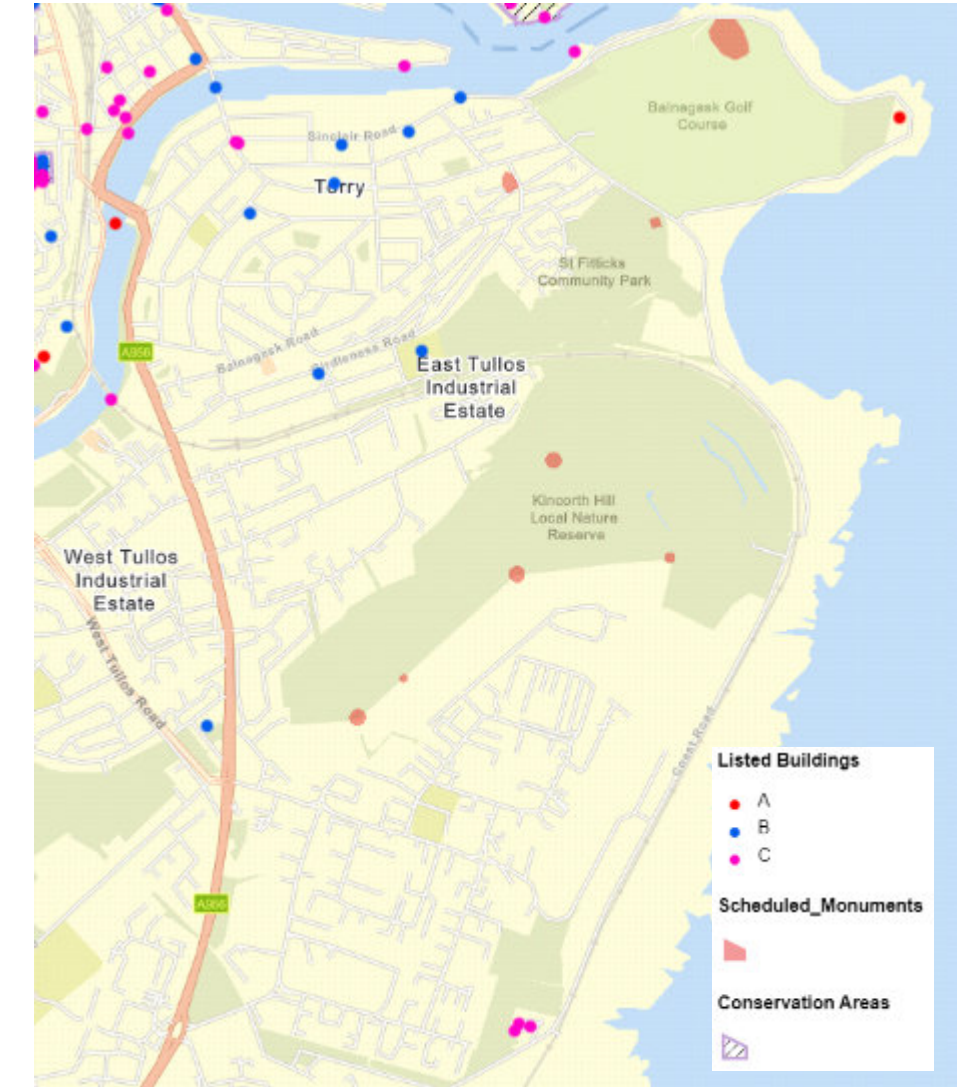 Balnagask Golf
Course
Sinclair Road
Torry
St Fitticks
Community Park
Balnagask Road
Girdleness Road
A956
East Tullos
Industrial
Estate
Kincorth Hill
Local Nature
Reserve
West Tullos
Industrial
Estate
West Tullos Road
Coast Road
A956
Listed Buildings
A
B
C
Scheduled_Monuments
Conservation Areas